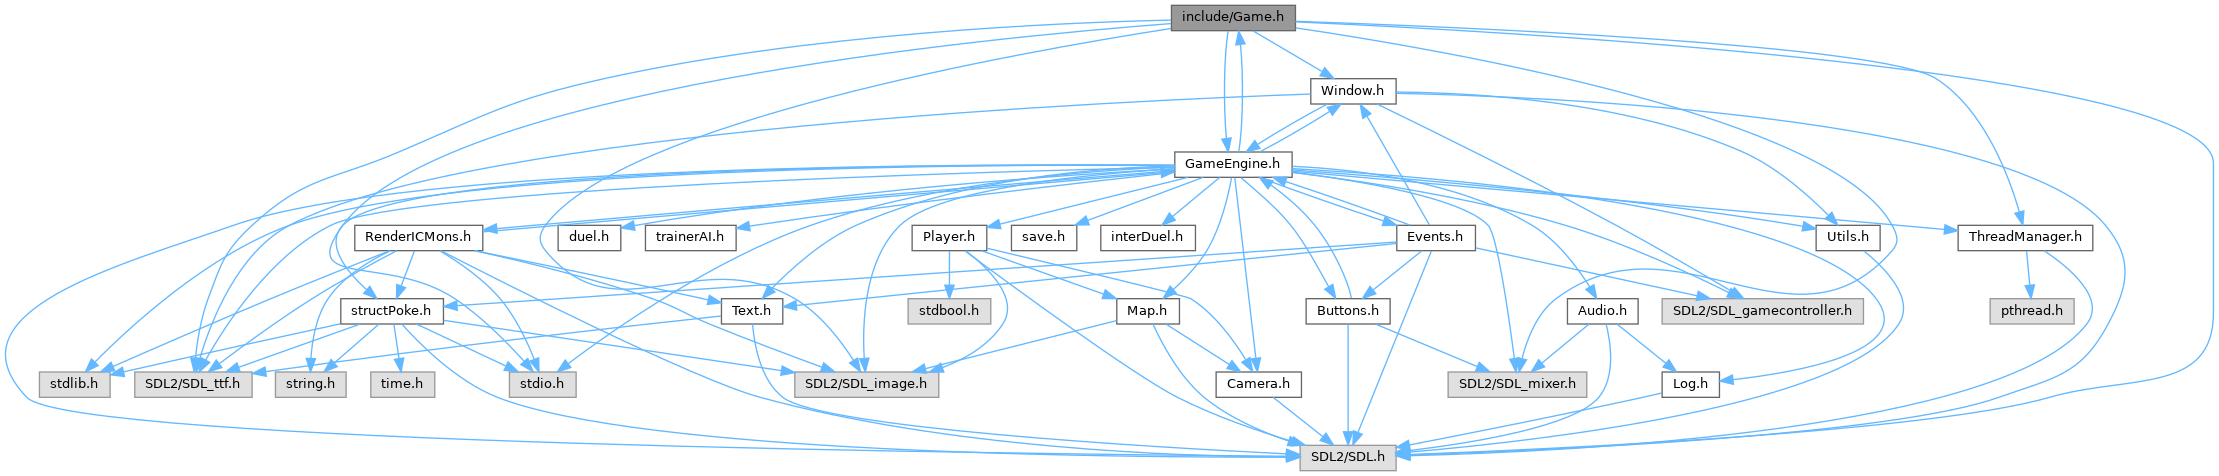 include/Game.h
Window.h
GameEngine.h
RenderICMons.h
duel.h
trainerAI.h
Player.h
save.h
interDuel.h
Events.h
Utils.h
ThreadManager.h
structPoke.h
Text.h
stdbool.h
Map.h
Buttons.h
Audio.h
SDL2/SDL_gamecontroller.h
pthread.h
stdlib.h
SDL2/SDL_ttf.h
string.h
time.h
stdio.h
SDL2/SDL_image.h
Camera.h
SDL2/SDL_mixer.h
Log.h
SDL2/SDL.h